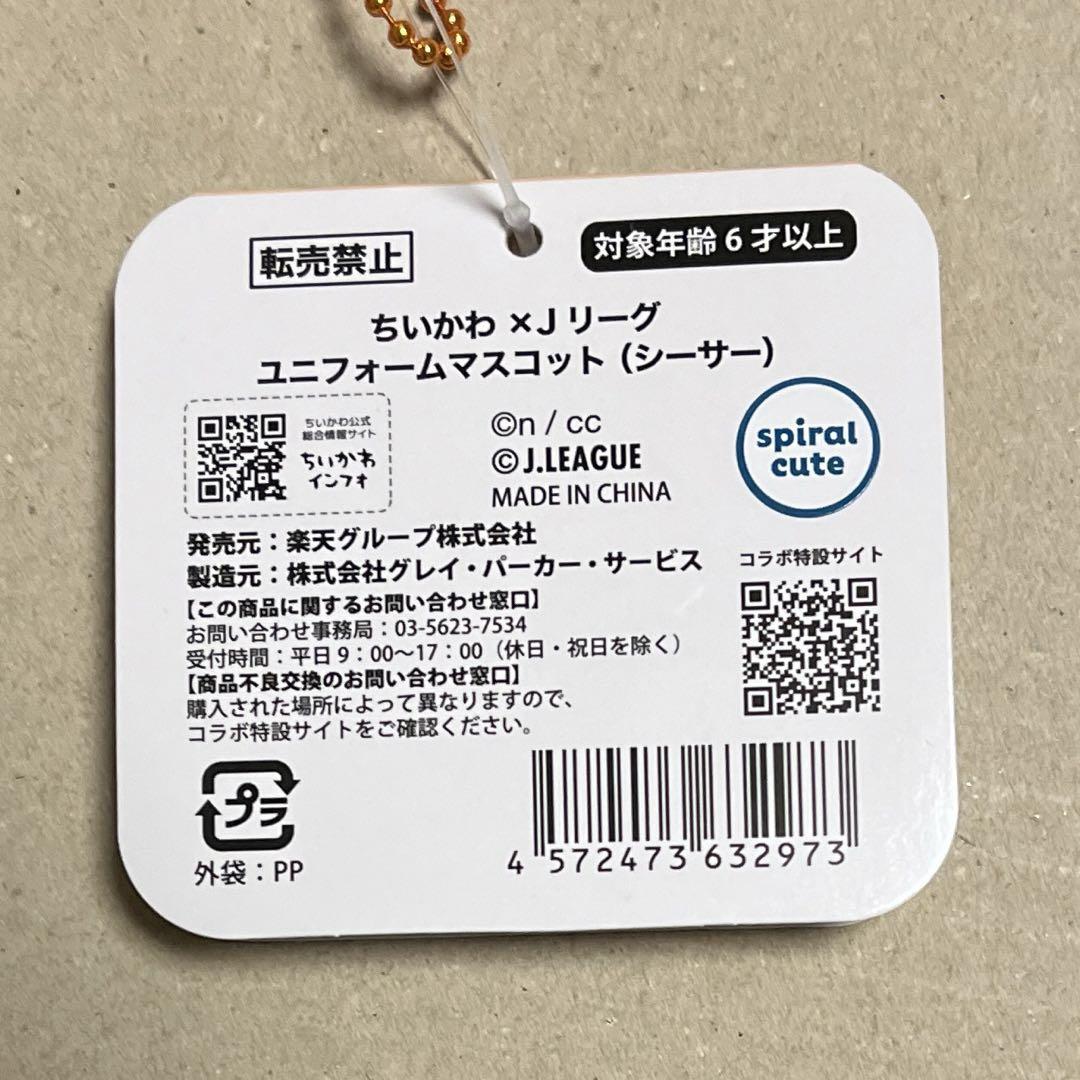 転売禁止
対象年齢6才以上
ちいかわ ×Jリーグ
ユニフォームマスコット（シーサー）
ちいかわ公式
総合情報サイト
ちいかわ
インフォ
©n / cc
©J.LEAGUE
MADE IN CHINA
spiral
cute
発売元：楽天グループ株式会社
製造元：株式会社グレイ・パーカー・サービス
【この商品に関するお問い合わせ窓口】
お問い合わせ事務局：03-5623-7534
受付時間：平日9：00〜17：00（休日・祝日を除く）
【商品不良交換のお問い合わせ窓口】
購入された場所によって異なりますので、
コラボ特設サイトをご確認ください。
コラボ特設サイト
プラ
外袋：PP
4 572473 632973